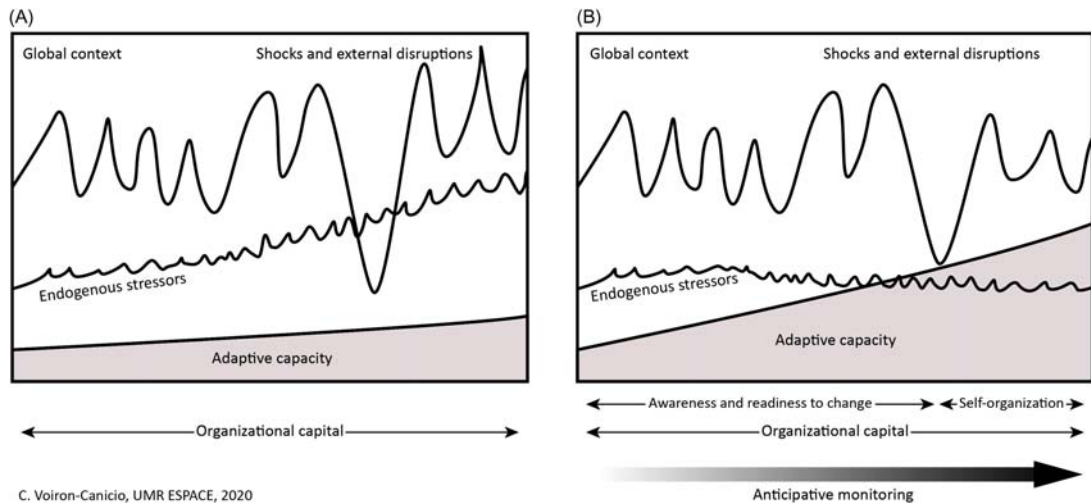 (A)
Global context
Shocks and external disruptions
Endogenous stressors
Adaptive capacity
Organizational capital
C. Voiron-Canicio, UMR ESPACE, 2020
(B)
Global context
Shocks and external disruptions
Endogenous stressors
Adaptive capacity
Awareness and readiness to change
Self-organization
Organizational capital
Anticipative monitoring